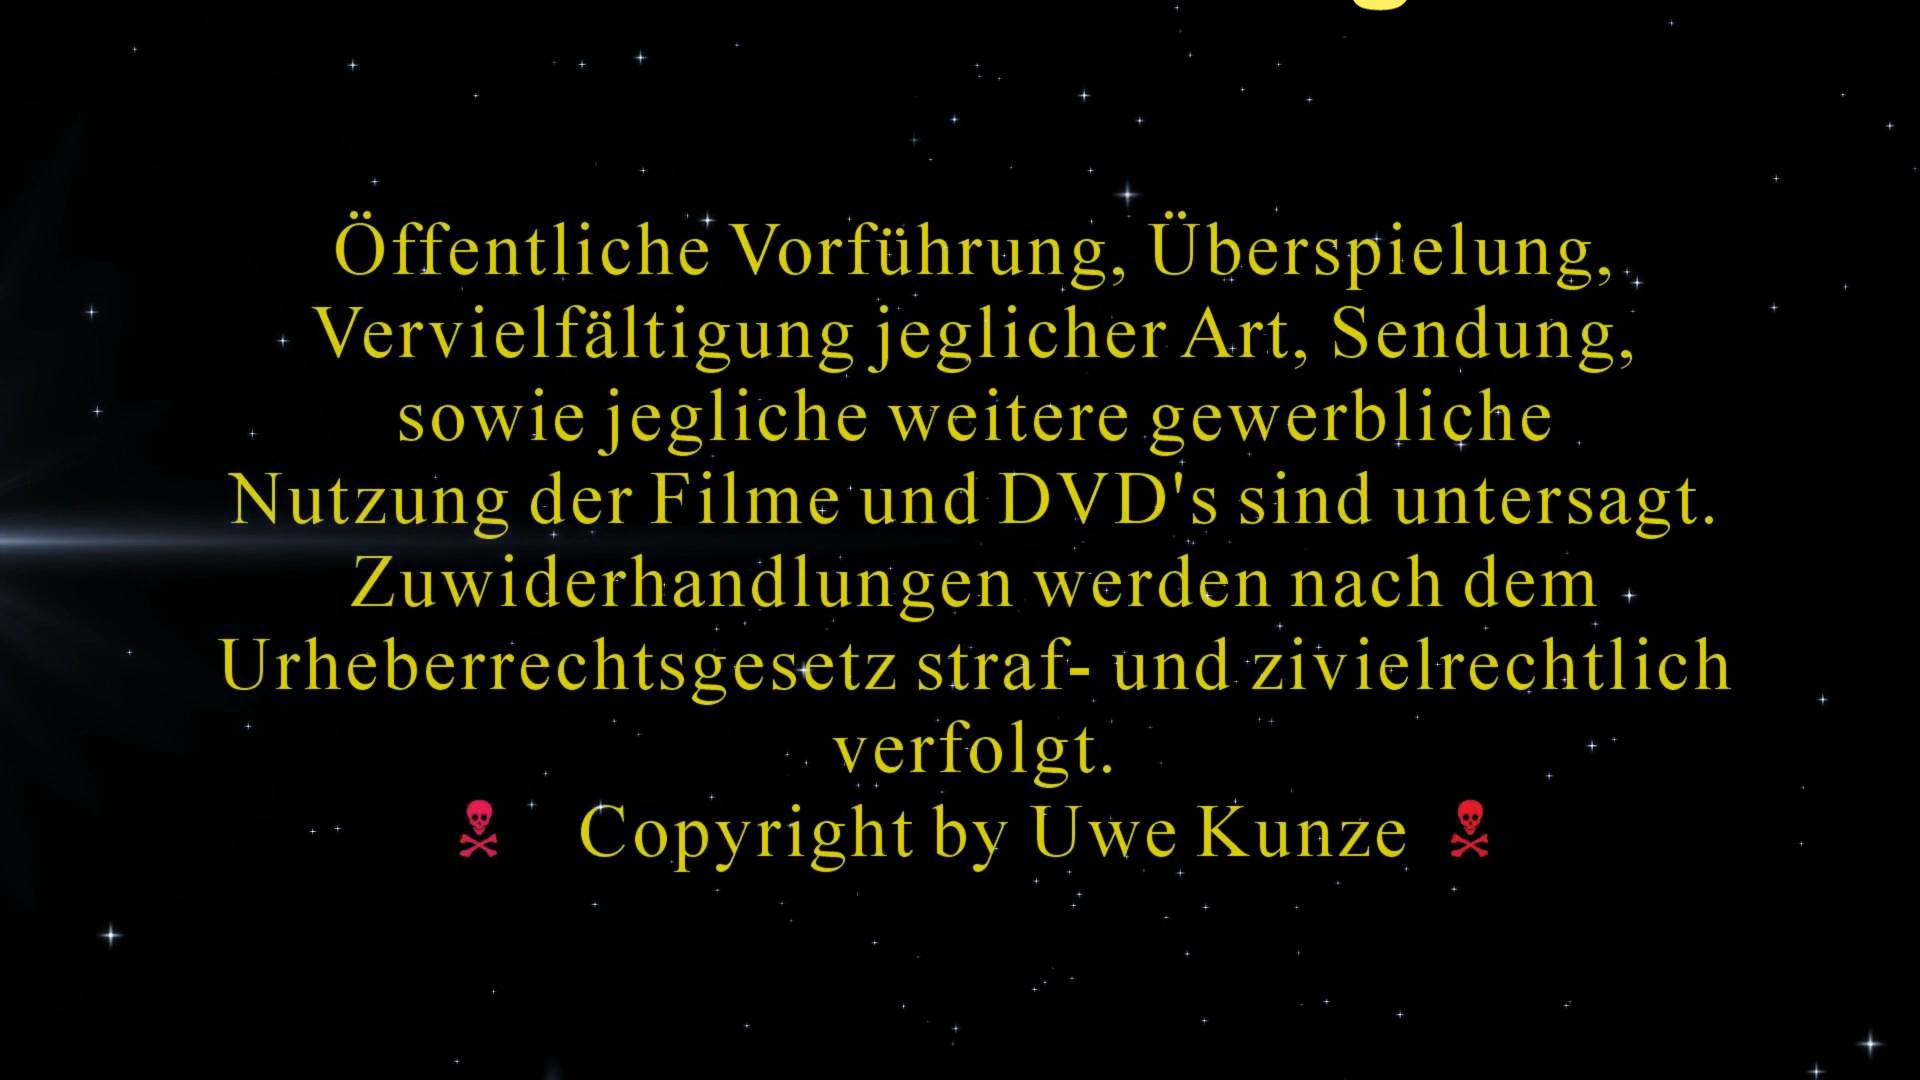 Öffentliche Vorführung, Überspielung,
Vervielfältigung jeglicher Art, Sendung,
sowie jegliche weitere gewerbliche
Nutzung der Filme und DVD's sind untersagt.
Zuwiderhandlungen werden nach dem
Urheberrechtsgesetz straf- und zivielrechtlich
verfolgt.
☠ Copyright by Uwe Kunze ☠